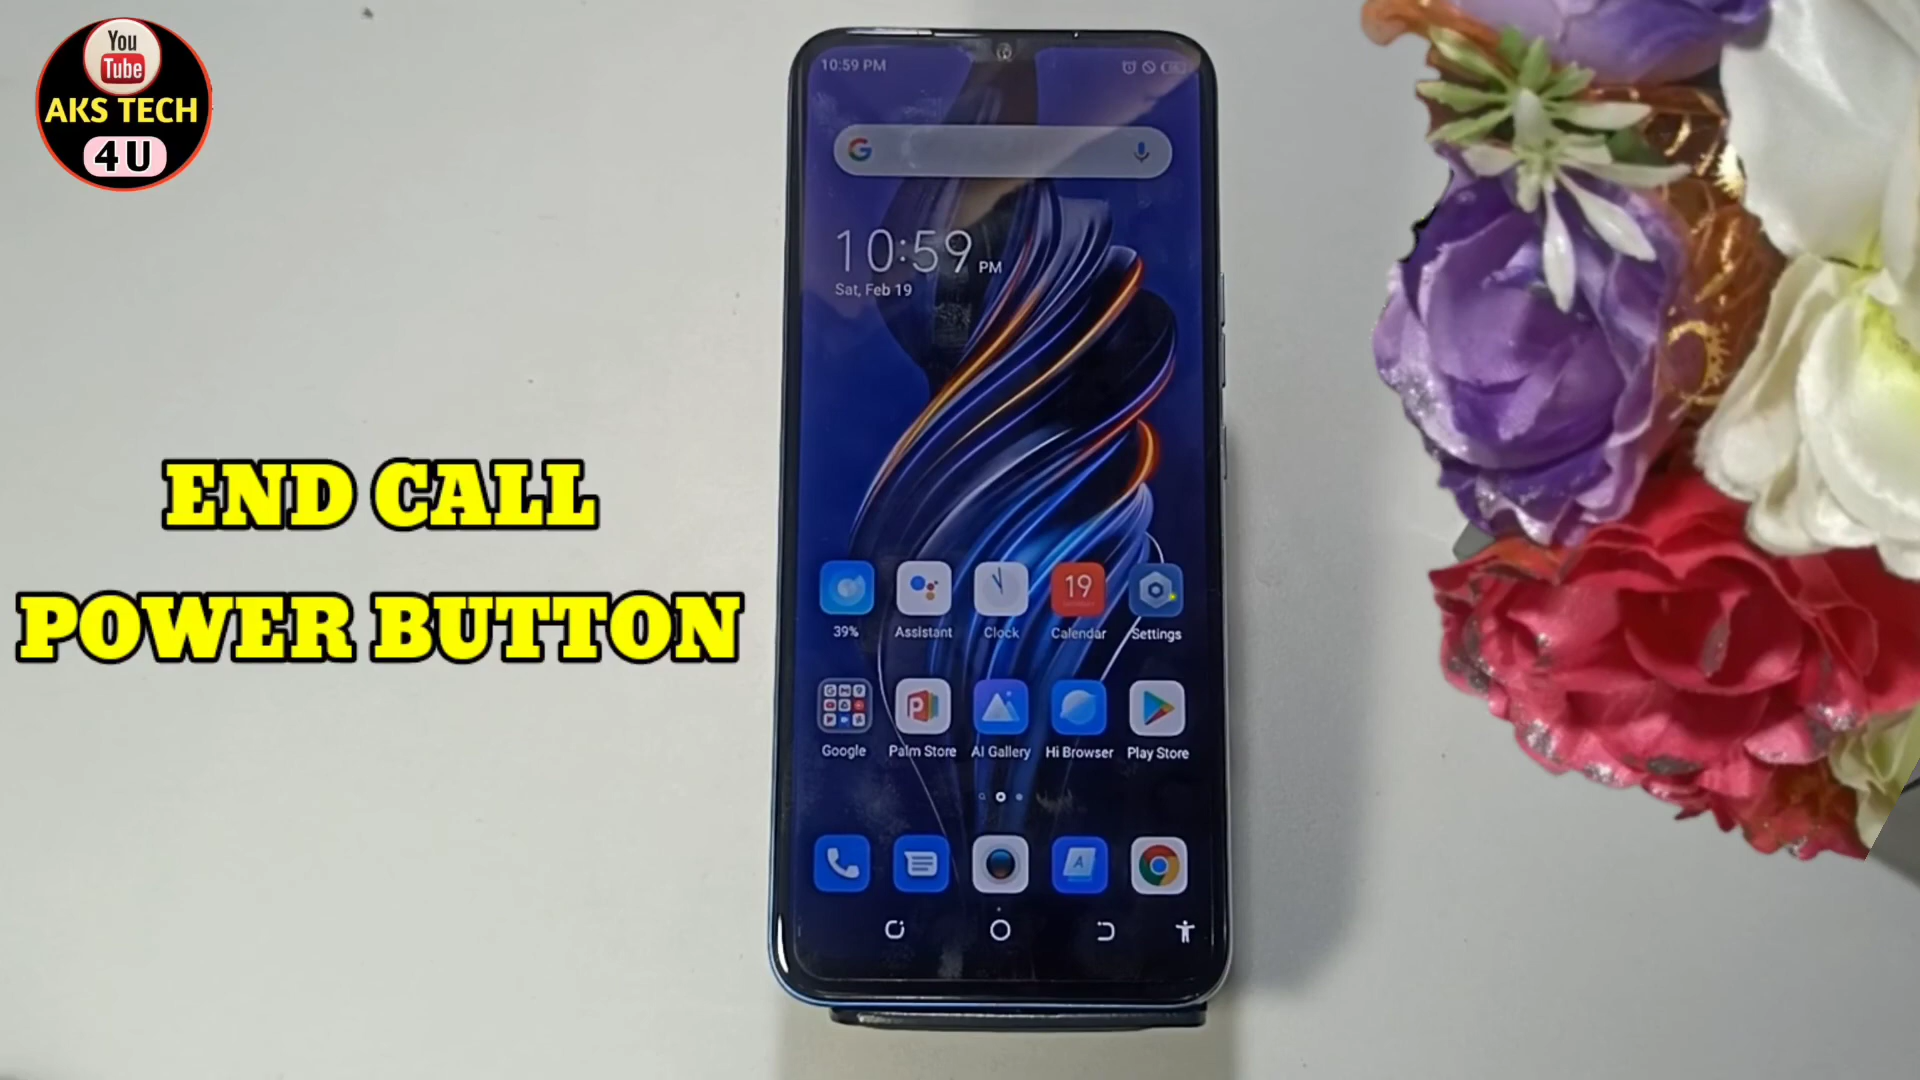 You
Tube
AKS TECH
4 U
END CALL
POWER BUTTON
10:59 PM
10:59 PM
Sat, Feb 19
39%
Assistant
Clock
19
Calendar
Settings
Google
Palm Store
AI Gallery
Hi Browser
Play Store
A